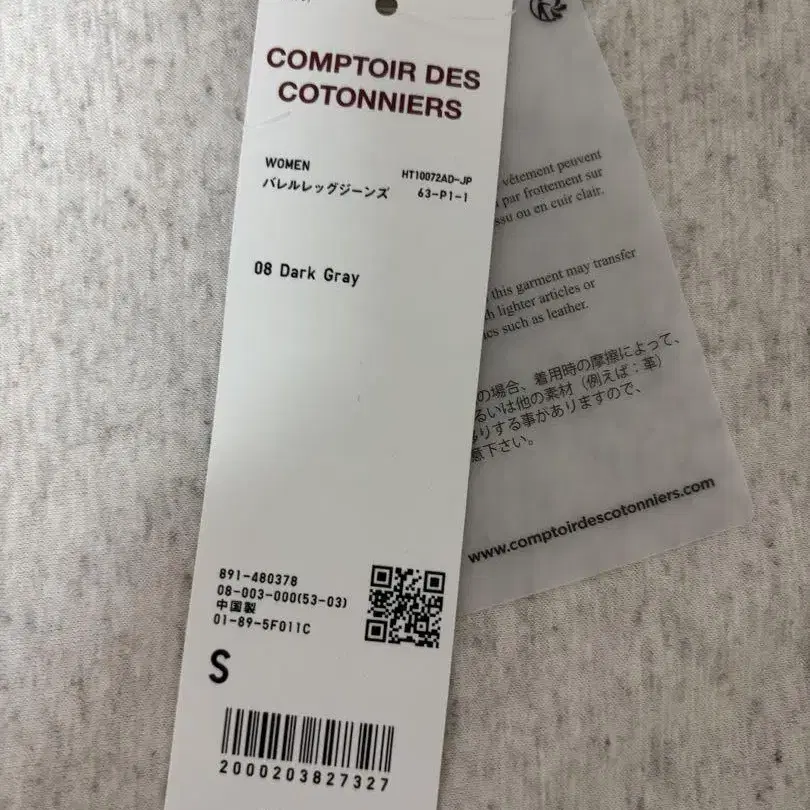 COMPTOIR DES
COTONNIERS
WOMEN
バレルレッグジーンズ
HT10072AD-JP
63-P1-1
08 Dark Gray
891-480378
08-003-000(53-03)
中国製
01-89-5F011C
S
2000203827327
vêtement peuvent
par frottement sur
ou en cuir clair.
this garment may transfer
lighter articles or
such as leather.
の場合、着用時の摩擦によって、
るいは他の素材（例えば：革）
りする事がありますので、
意下さい。
www.comptoirdescotonniers.com